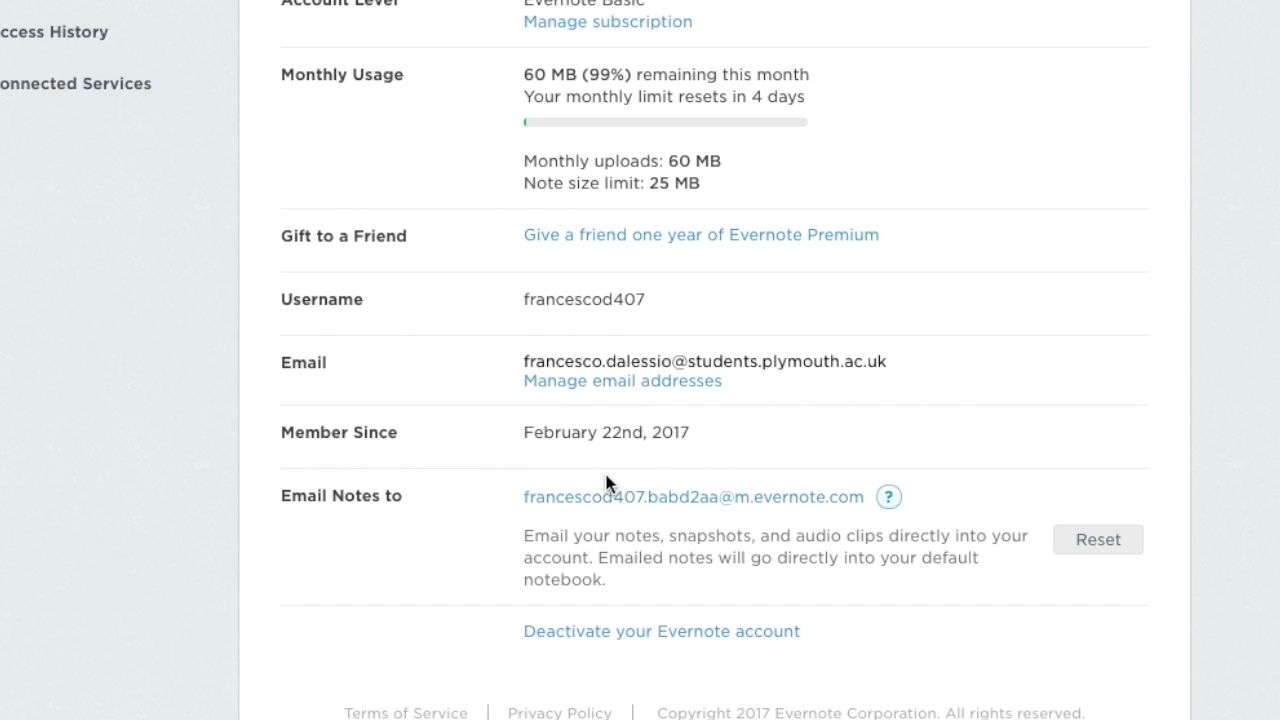 Account Level
Evernote Basic
ccess History
Manage subscription
Monthly Usage
60 MB (99%) remaining this month
onnected Services
Your monthly limit resets in 4 days
Monthly uploads: 60 MB
Note size limit: 25 MB
Gift to a Friend
Give a friend one year of Evernote Premium
Username
francescod407
Email
francesco.dalessio@students.plymouth.ac.uk
Manage email addresses
Member Since
February 22nd, 2017
Email Notes to
francescod407.babd2aa@m.evernote.com
?
Email your notes, snapshots, and audio clips directly into your
account. Emailed notes will go directly into your default
notebook.
Reset
Deactivate your Evernote account
Terms of Service | Privacy Policy | Copyright 2017 Evernote Corporation. All rights reserved.